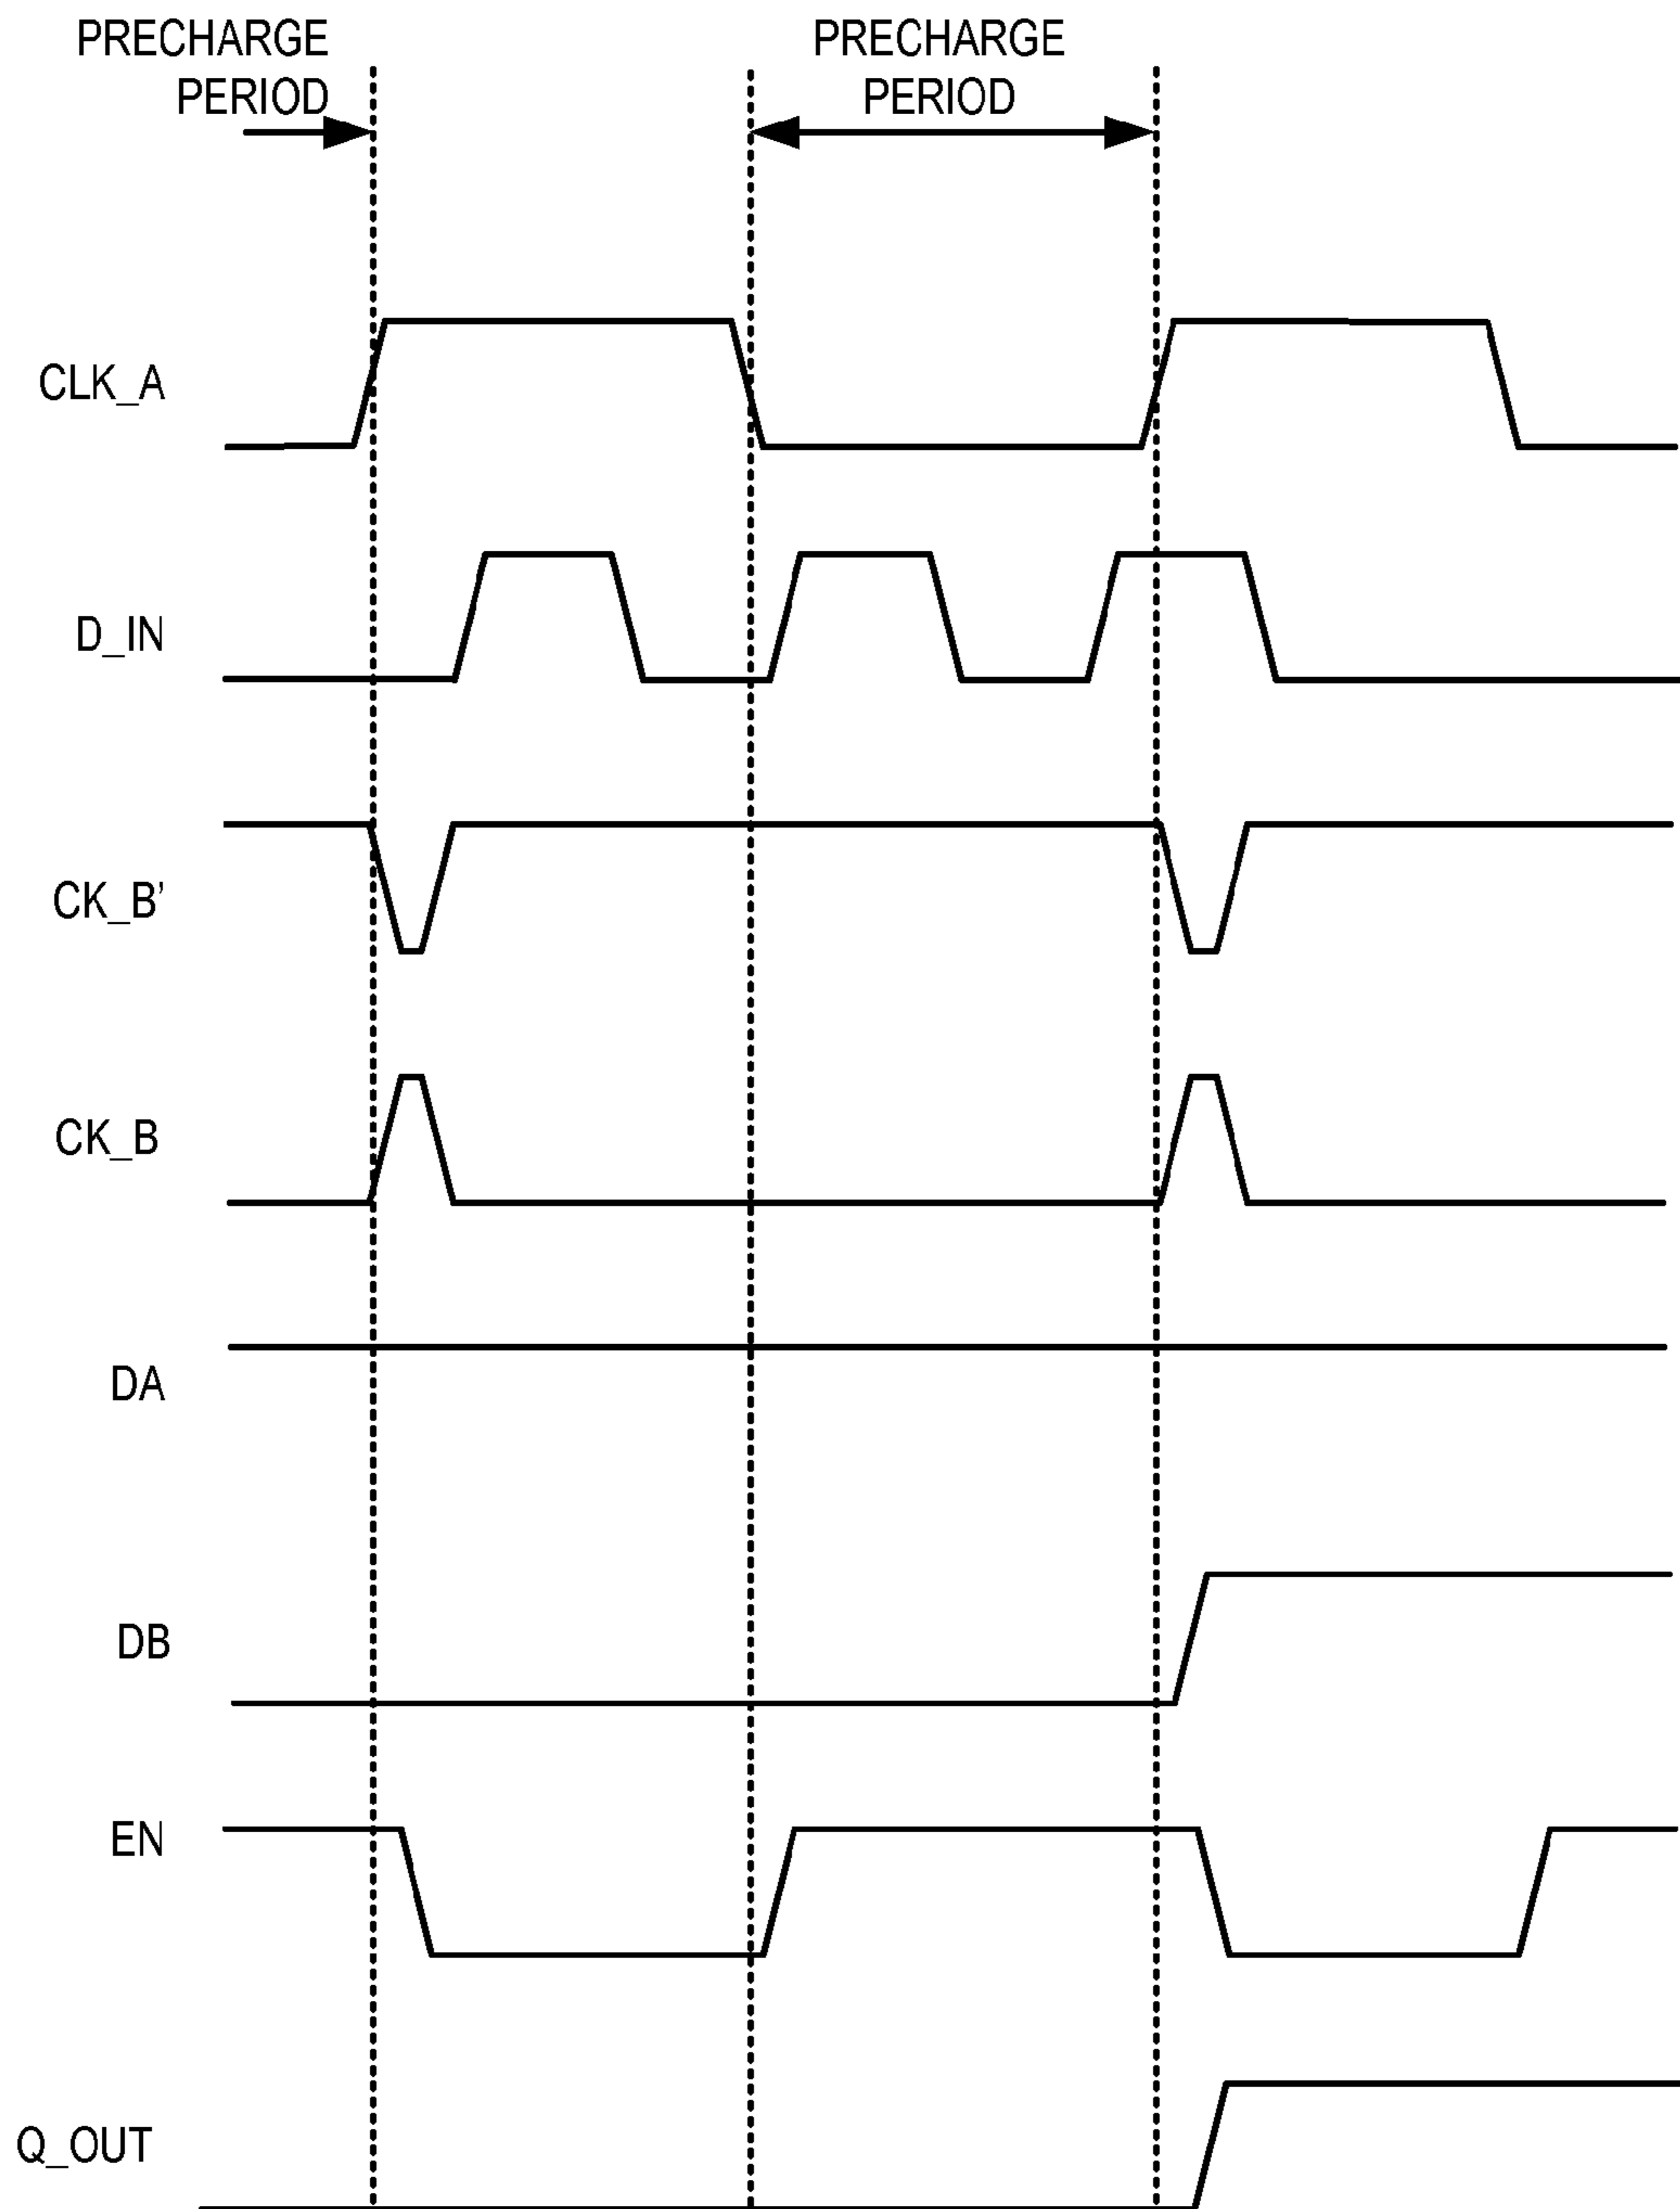 PRECHARGE
PERIOD
PRECHARGE
PERIOD
CLK_A
D_IN
CK_B'
CK_B
DA
DB
EN
Q_OUT